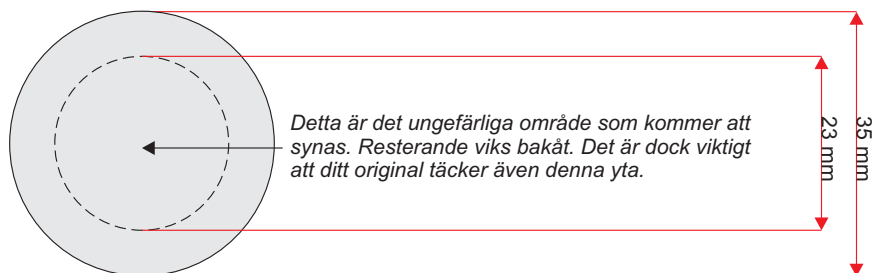 Detta är det ungefärliga område som kommer att
synas. Resterande viks bakåt. Det är dock viktigt
att ditt original täcker även denna yta.
23 mm
35 mm